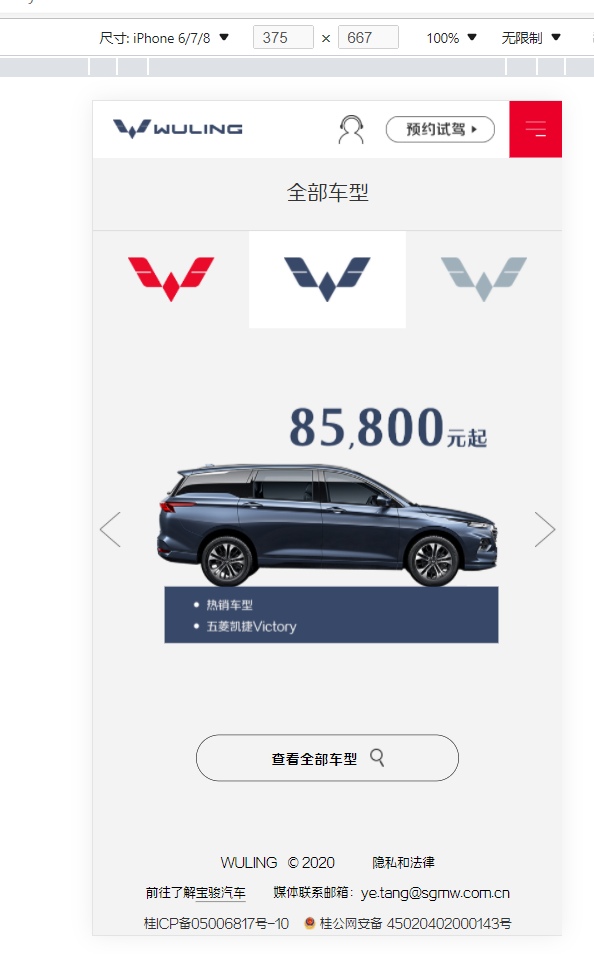 尺寸: iPhone 6/7/8 ▼ 375 × 667 100% ▼ 无限制 ▼
WULING 预约试驾
全部车型
85,800元起
• 热销车型
• 五菱凯捷Victory
查看全部车型
WULING © 2020 隐私和法律
前往了解宝骏汽车 媒体联系邮箱：ye.tang@sgmw.com.cn
桂ICP备05006817号-10 桂公网安备 45020402000143号